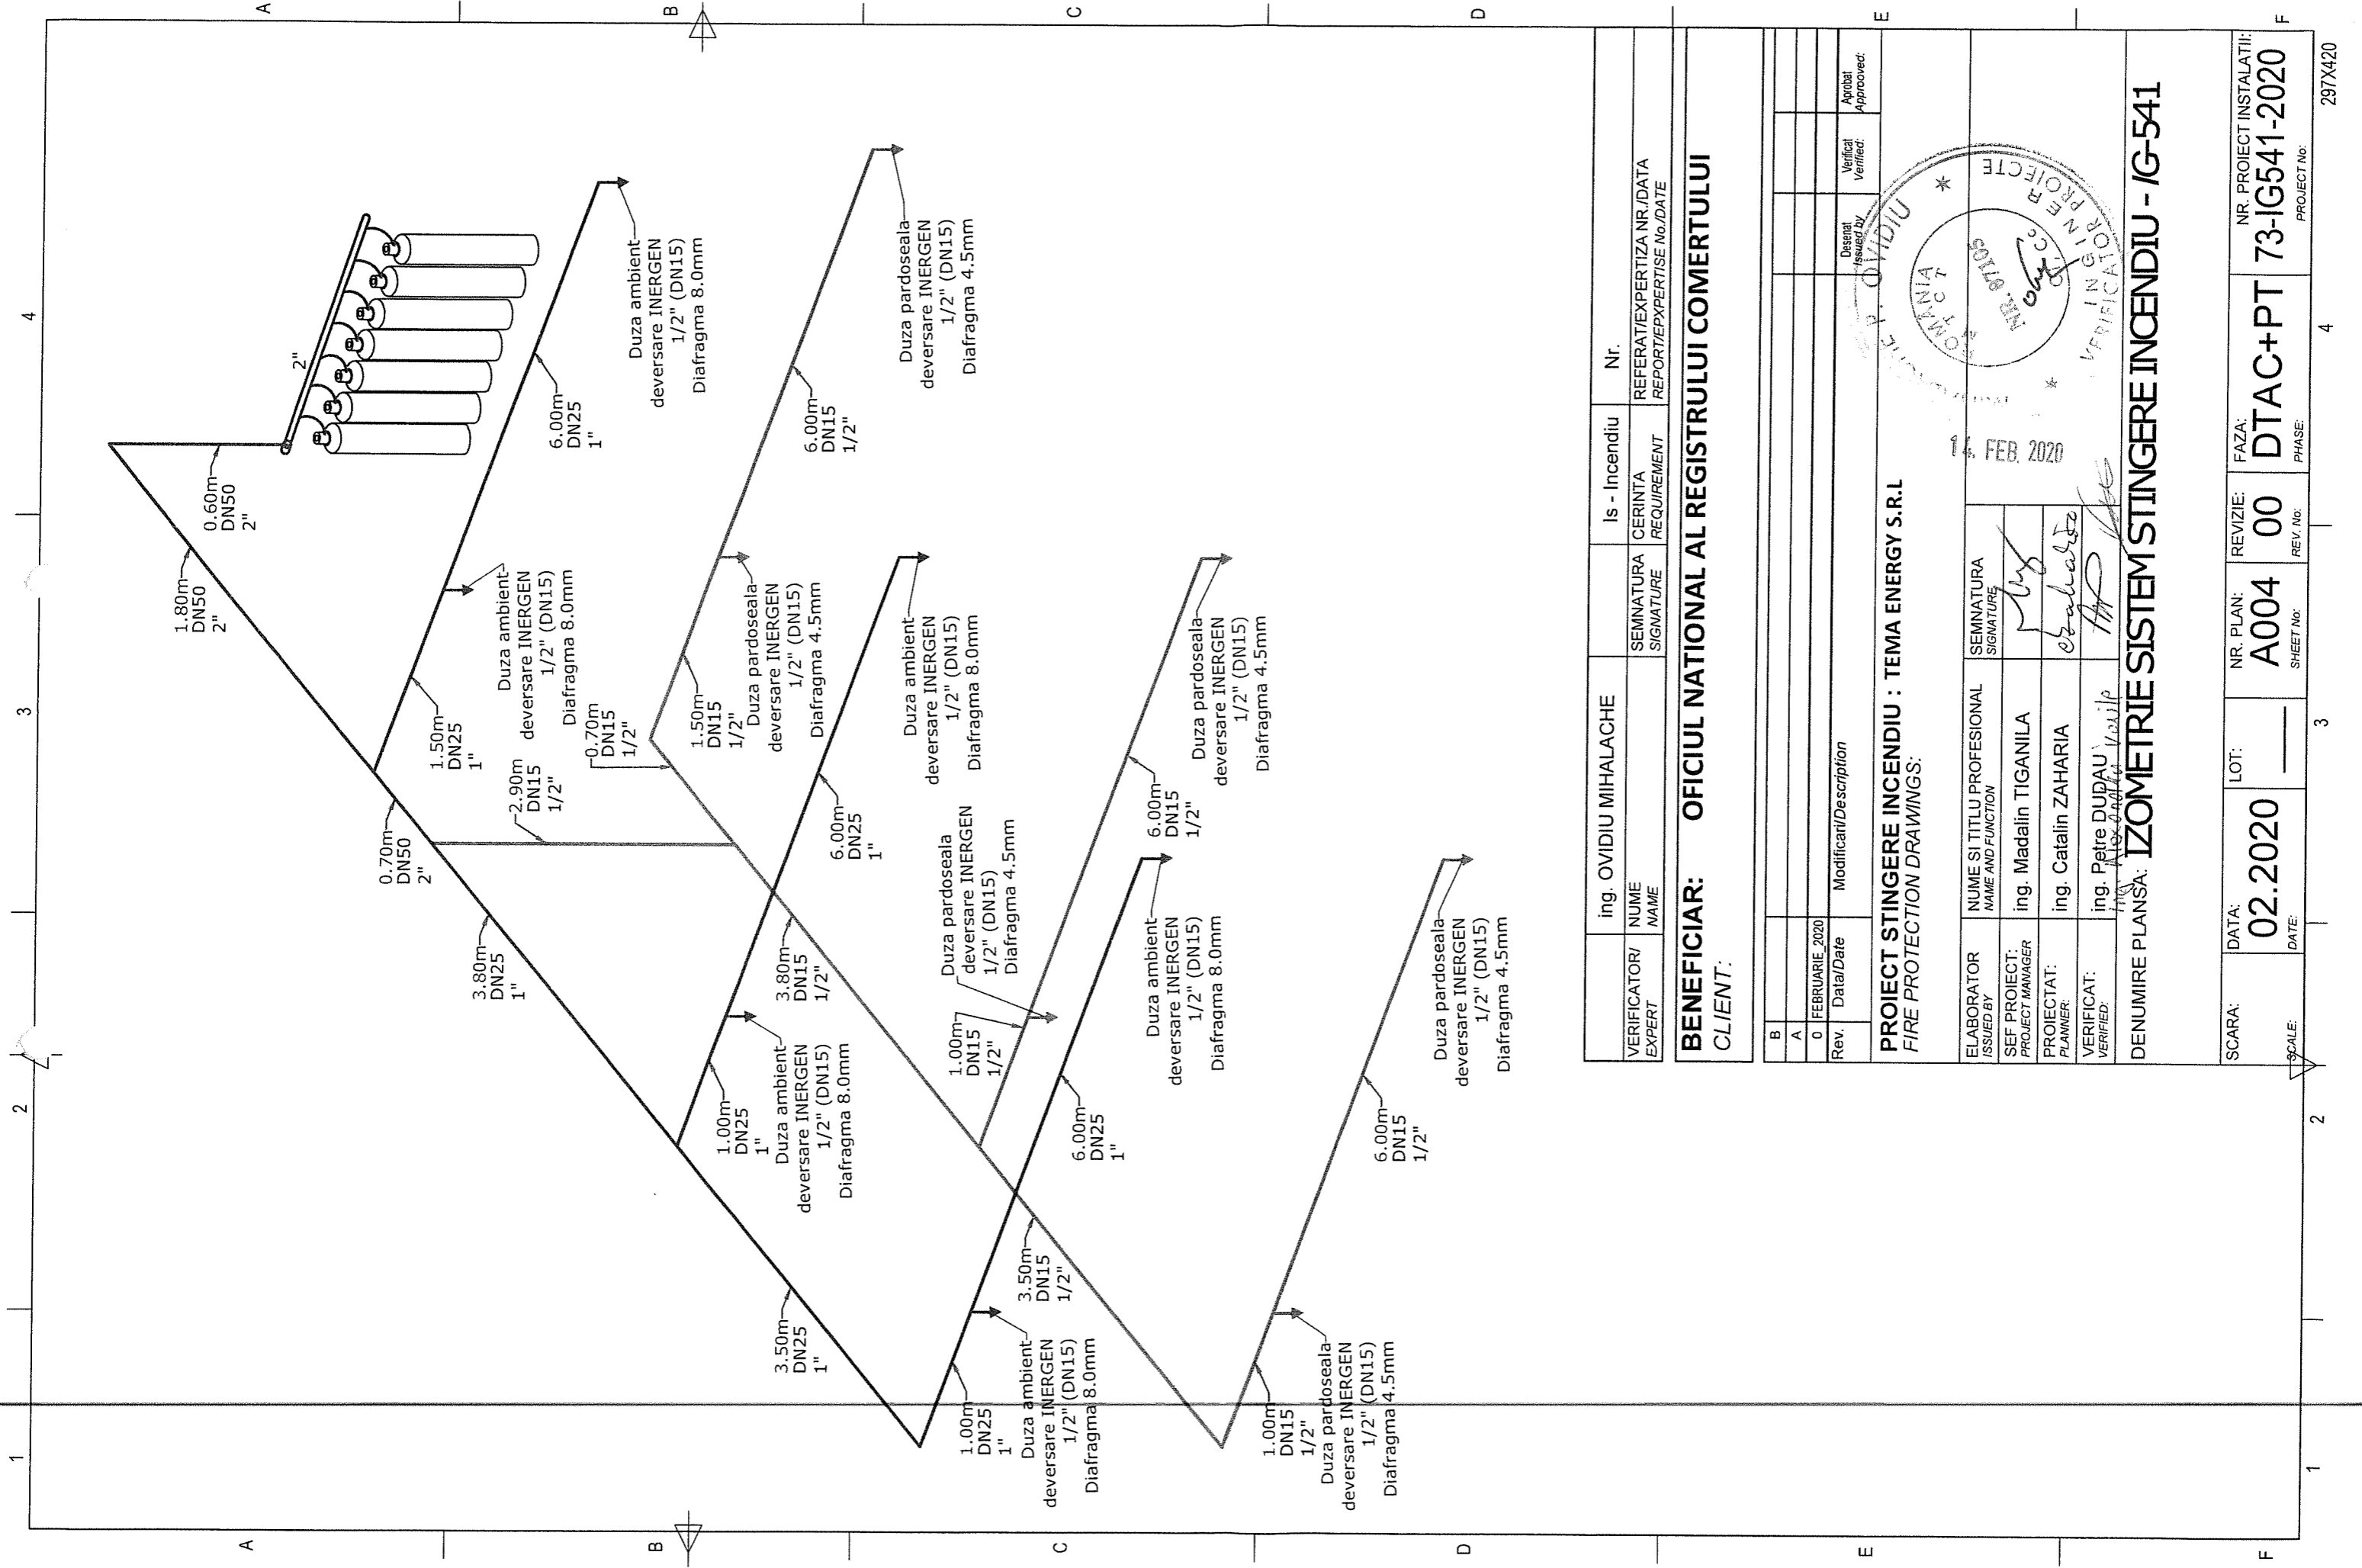 A
B
C
D
E
F
4
3
2
1
2"
0.60m
DN50
2"
1.80m
DN50
2"
6.00m
DN25
1"
Duza ambient
deversare INERGEN
1/2" (DN15)
Diafragma 8.0mm
1.50m
DN25
1"
Duza ambient
deversare INERGEN
1/2" (DN15)
Diafragma 8.0mm
0.70m
DN50
2"
2.90m
DN15
1/2"
0.70m
DN15
1/2"
1.50m
DN15
1/2"
Duza pardoseala
deversare INERGEN
1/2" (DN15)
Diafragma 4.5mm
6.00m
DN15
1/2"
Duza pardoseala
deversare INERGEN
1/2" (DN15)
Diafragma 4.5mm
3.80m
DN25
1"
1.00m
DN25
1"
Duza ambient
deversare INERGEN
1/2" (DN15)
Diafragma 8.0mm
6.00m
DN25
1"
Duza ambient
deversare INERGEN
1/2" (DN15)
Diafragma 8.0mm
3.80m
DN15
1/2"
1.00m
DN15
1/2"
Duza pardoseala
deversare INERGEN
1/2" (DN15)
Diafragma 4.5mm
6.00m
DN15
1/2"
Duza pardoseala
deversare INERGEN
1/2" (DN15)
Diafragma 4.5mm
3.50m
DN25
1"
1.00m
DN25
1"
Duza ambient
deversare INERGEN
1/2" (DN15)
Diafragma 8.0mm
6.00m
DN25
1"
Duza ambient
deversare INERGEN
1/2" (DN15)
Diafragma 8.0mm
3.50m
DN15
1/2"
1.00m
DN15
1/2"
Duza pardoseala
deversare INERGEN
1/2" (DN15)
Diafragma 4.5mm
6.00m
DN15
1/2"
Duza pardoseala
deversare INERGEN
1/2" (DN15)
Diafragma 4.5mm
ing. OVIDIU MIHALACHE Is - Incendiu Nr.
VERIFICATOR/ NUME SEMNATURA CERINTA REFERAT/EXPERTIZA NR./DATA
EXPERT NAME SIGNATURE REQUIREMENT REPORT/EPXPERTISE No./DATE
BENEFICIAR: OFICIUL NATIONAL AL REGISTRULUI COMERTULUI
CLIENT:
B
A
0 FEBRUARIE_2020
Rev. Data/Date Modificari/Description Desenat Issued by Verificat Verified: Aprobat Approoved:
PROIECT STINGERE INCENDIU : TEMA ENERGY S.R.L
FIRE PROTECTION DRAWINGS:
ELABORATOR NUME SI TITLU PROFESIONAL SEMNATURA
ISSUED BY NAME AND FUNCTION SIGNATURE
SEF PROIECT: ing. Madalin TIGANILA
PROJECT MANAGER
PROIECTAT: ing. Catalin ZAHARIA
PLANNER:
VERIFICAT: ing. Petre DUDAU
VERIFIED:
14. FEB. 2020
P. OVIDIU
ROMANIA
MTCT
NR. 07105
VERIFICATOR PROIECTE
INGINER
DENUMIRE PLANSA: IZOMETRIE SISTEM STINGERE INCENDIU - IG-541
SCARA: DATA: LOT: NR. PLAN: REVIZIE: FAZA: NR. PROIECT INSTALATII:
02.2020 A004 00 DTAC+PT 73-IG541-2020
SCALE: DATE: SHEET No: REV. No: PHASE: PROJECT No:
297X420
1
2
3
4
A
B
C
D
E
F